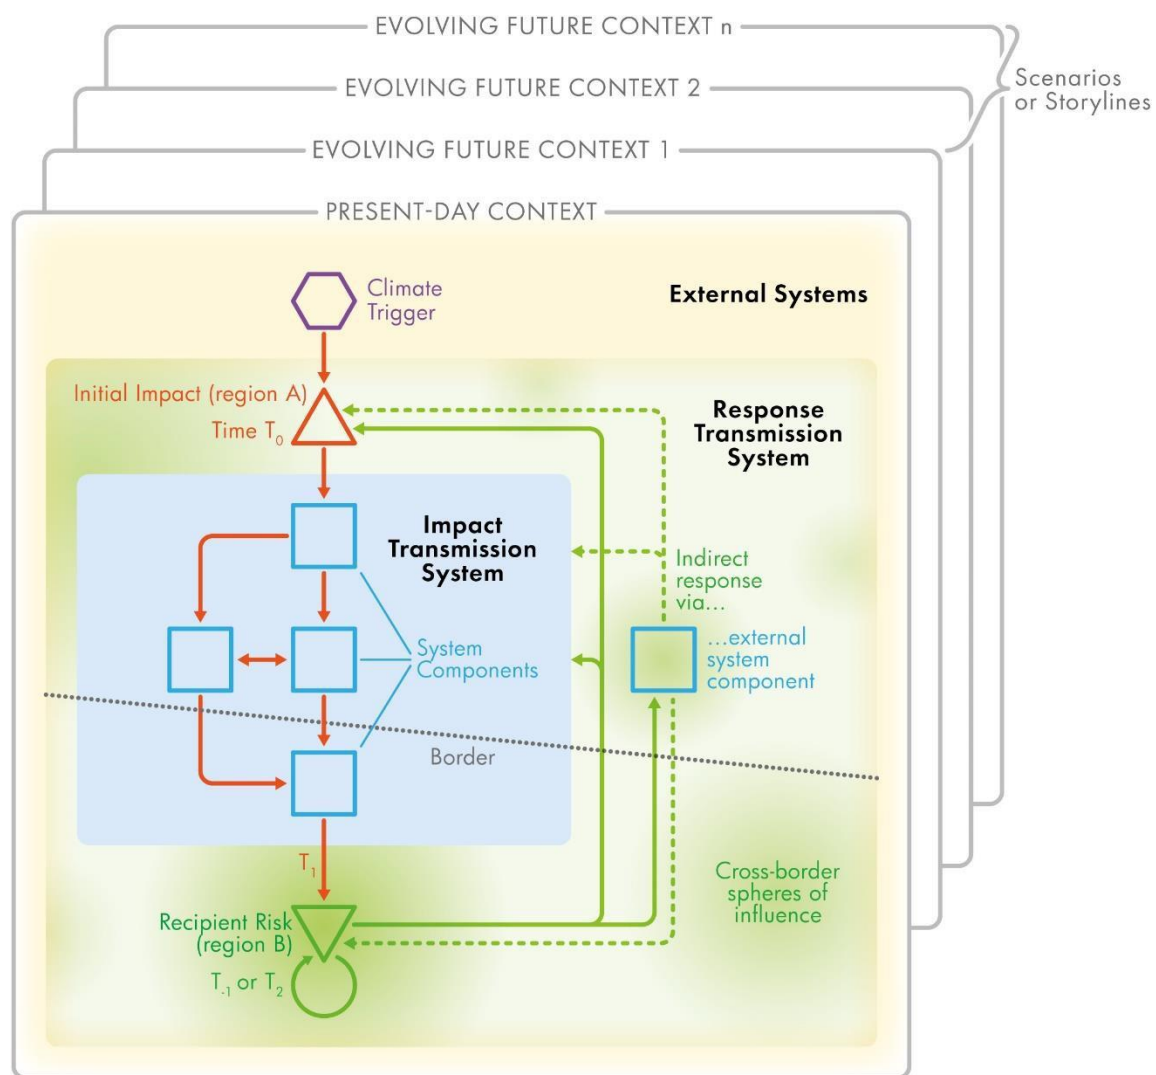 EVOLVING FUTURE CONTEXT n
Scenarios
or Storylines
EVOLVING FUTURE CONTEXT 2
EVOLVING FUTURE CONTEXT 1
PRESENT-DAY CONTEXT
Climate
Trigger
External Systems
Initial Impact (region A)
Time T₀
Response
Transmission
System
Impact
Transmission
System
Indirect
response
via...
...external
system
component
System
Components
Border
T₁
Cross-border
spheres of
influence
Recipient Risk
(region B)
T₋₁ or T₂